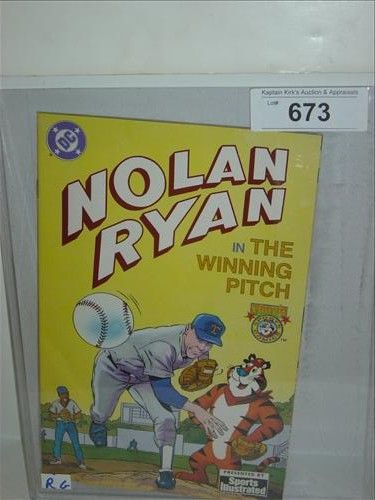 Kaptain Kirk's Auction & Appraisals
Lot#
673
DC
NOLAN
RYAN
IN THE
WINNING
PITCH
T
PRESENTED BY
Sports Illustrated
R G